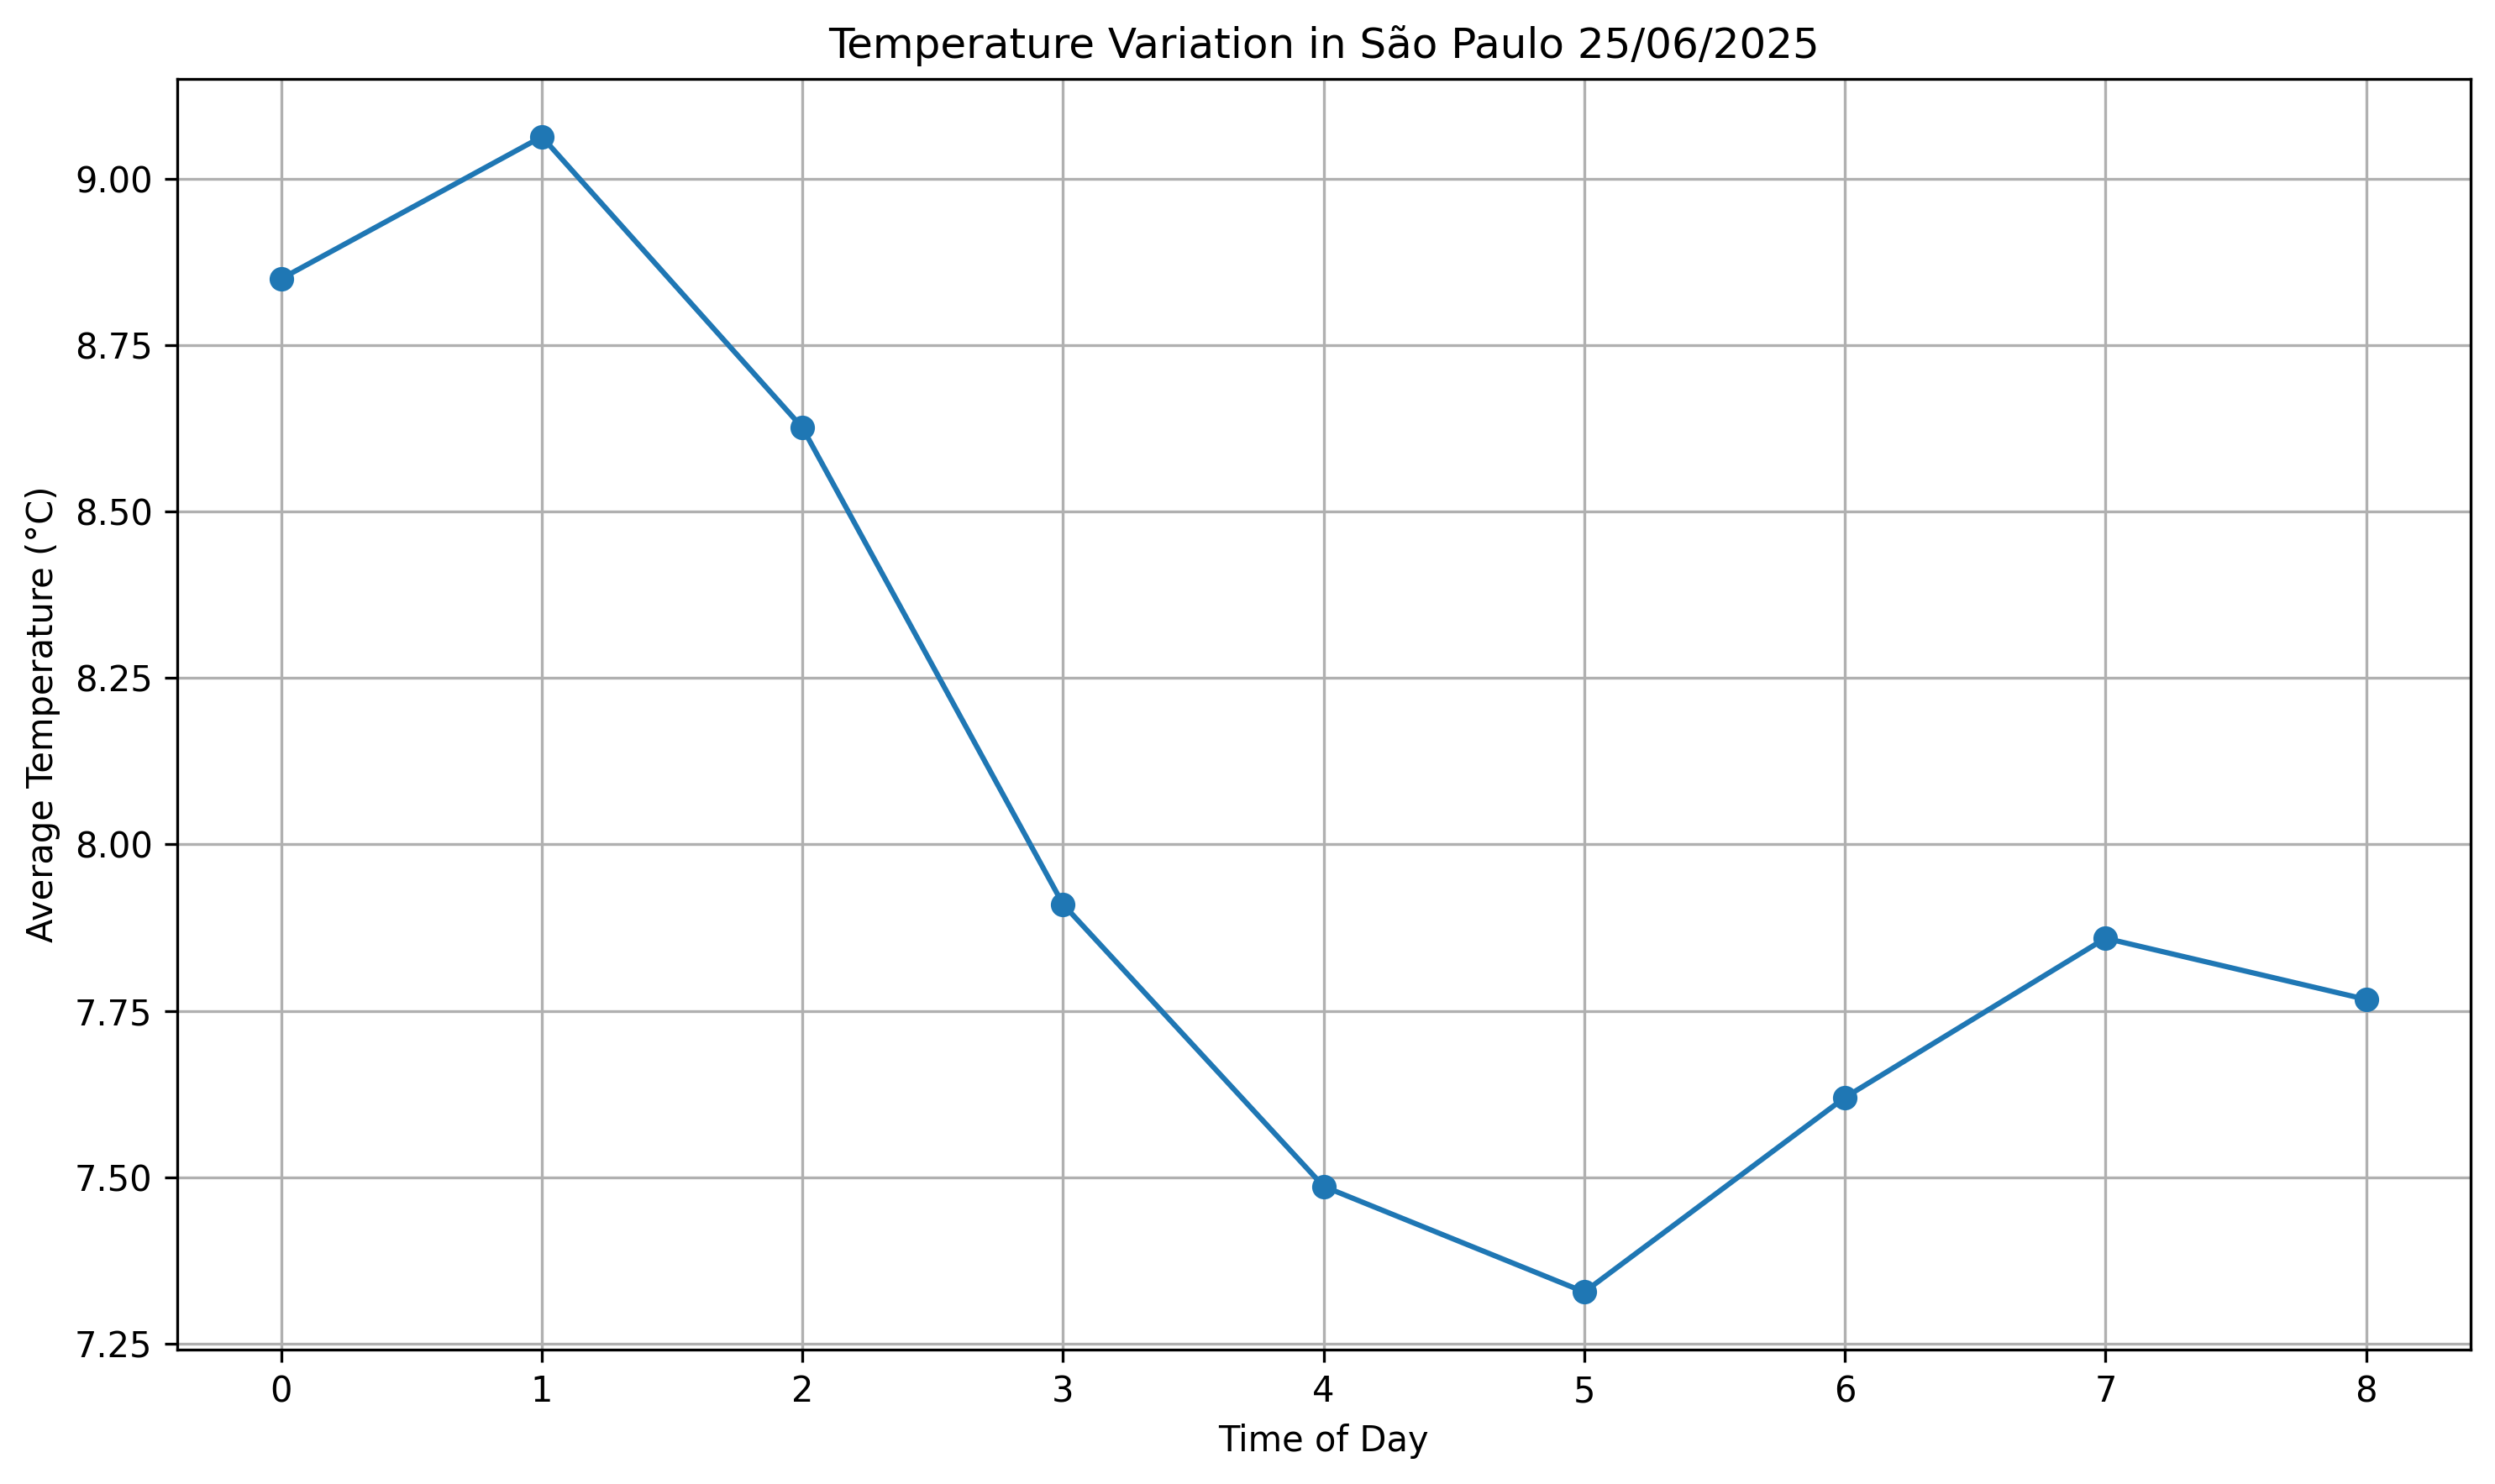 Temperature Variation in São Paulo 25/06/2025
Average Temperature (°C)
9.00
8.75
8.50
8.25
8.00
7.75
7.50
7.25
0 1 2 3 4 5 6 7 8
Time of Day